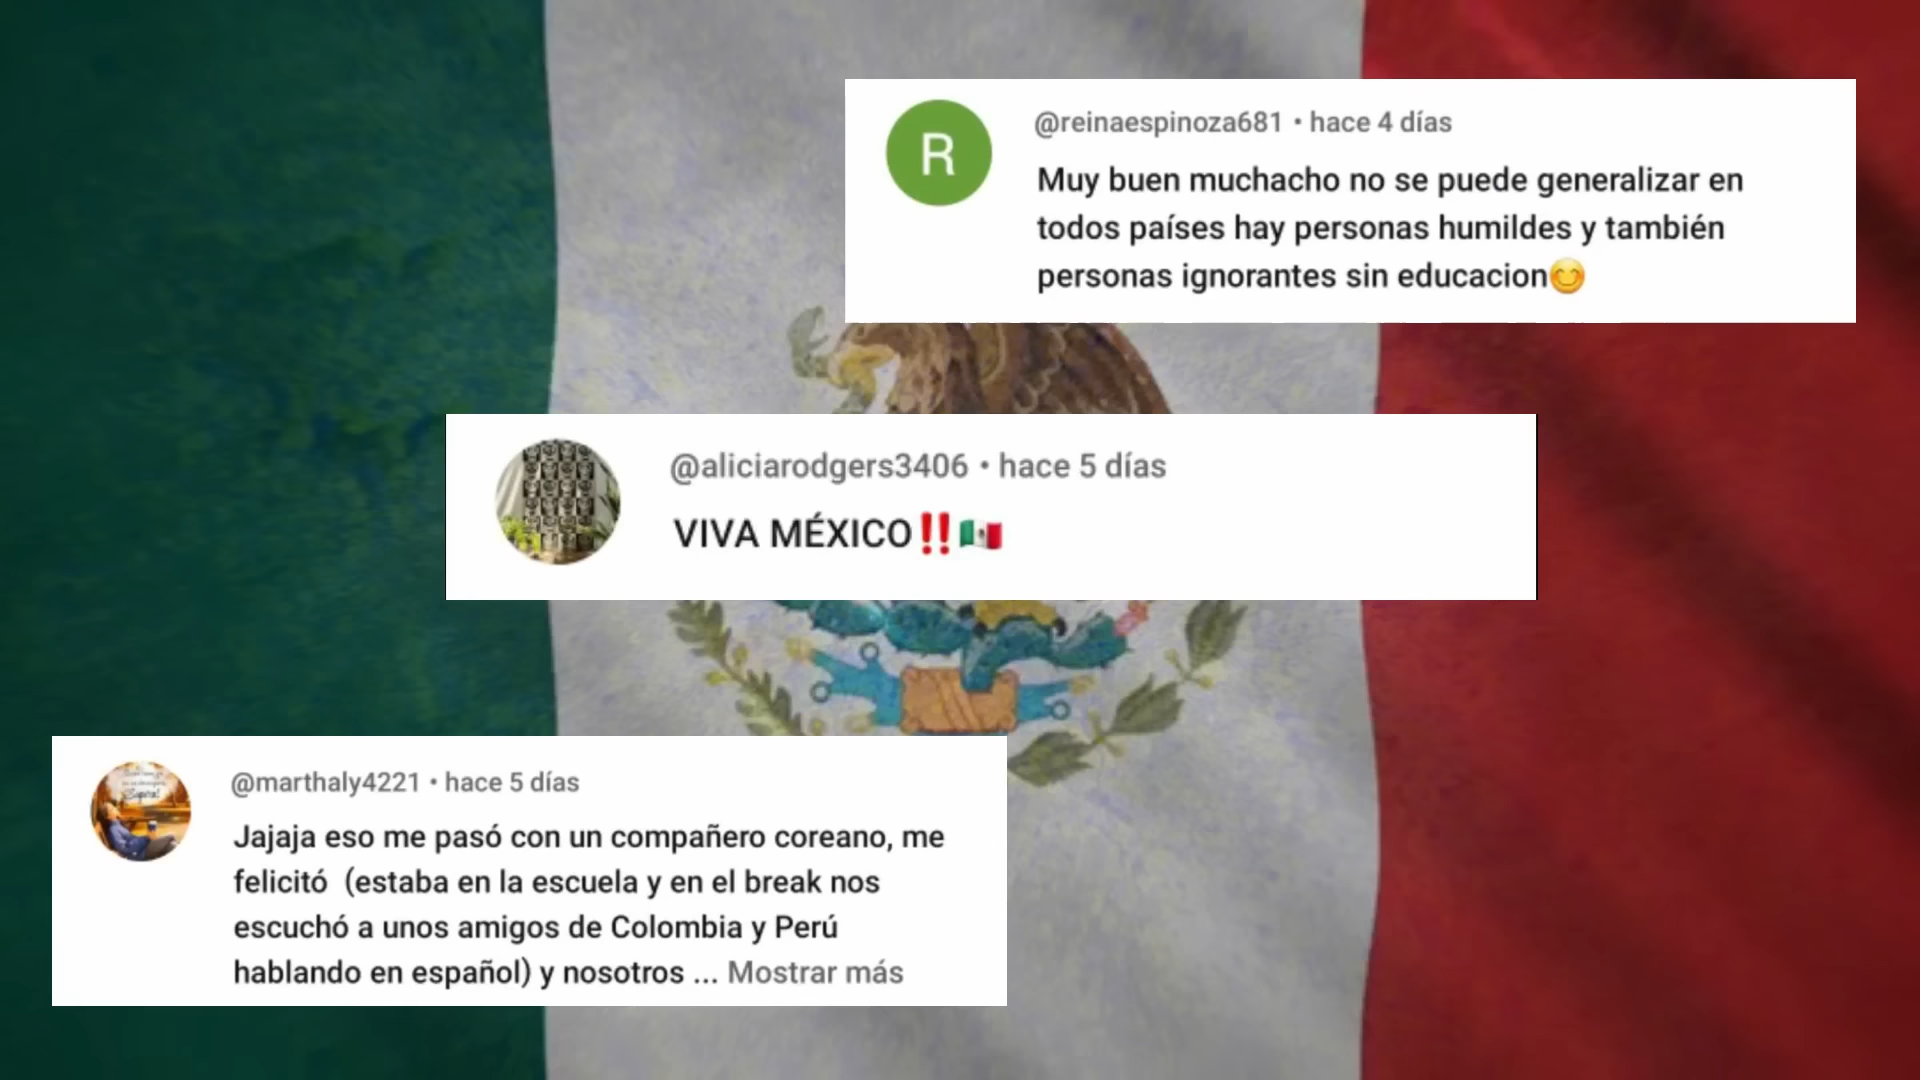 R
@reinaespinoza681 • hace 4 días
Muy buen muchacho no se puede generalizar en
todos países hay personas humildes y también
personas ignorantes sin educacion😊
@aliciarodgers3406 • hace 5 días
VIVA MÉXICO‼️🇲🇽
@marthaly4221 • hace 5 días
Jajaja eso me pasó con un compañero coreano, me
felicitó (estaba en la escuela y en el break nos
escuchó a unos amigos de Colombia y Perú
hablando en español) y nosotros ... Mostrar más